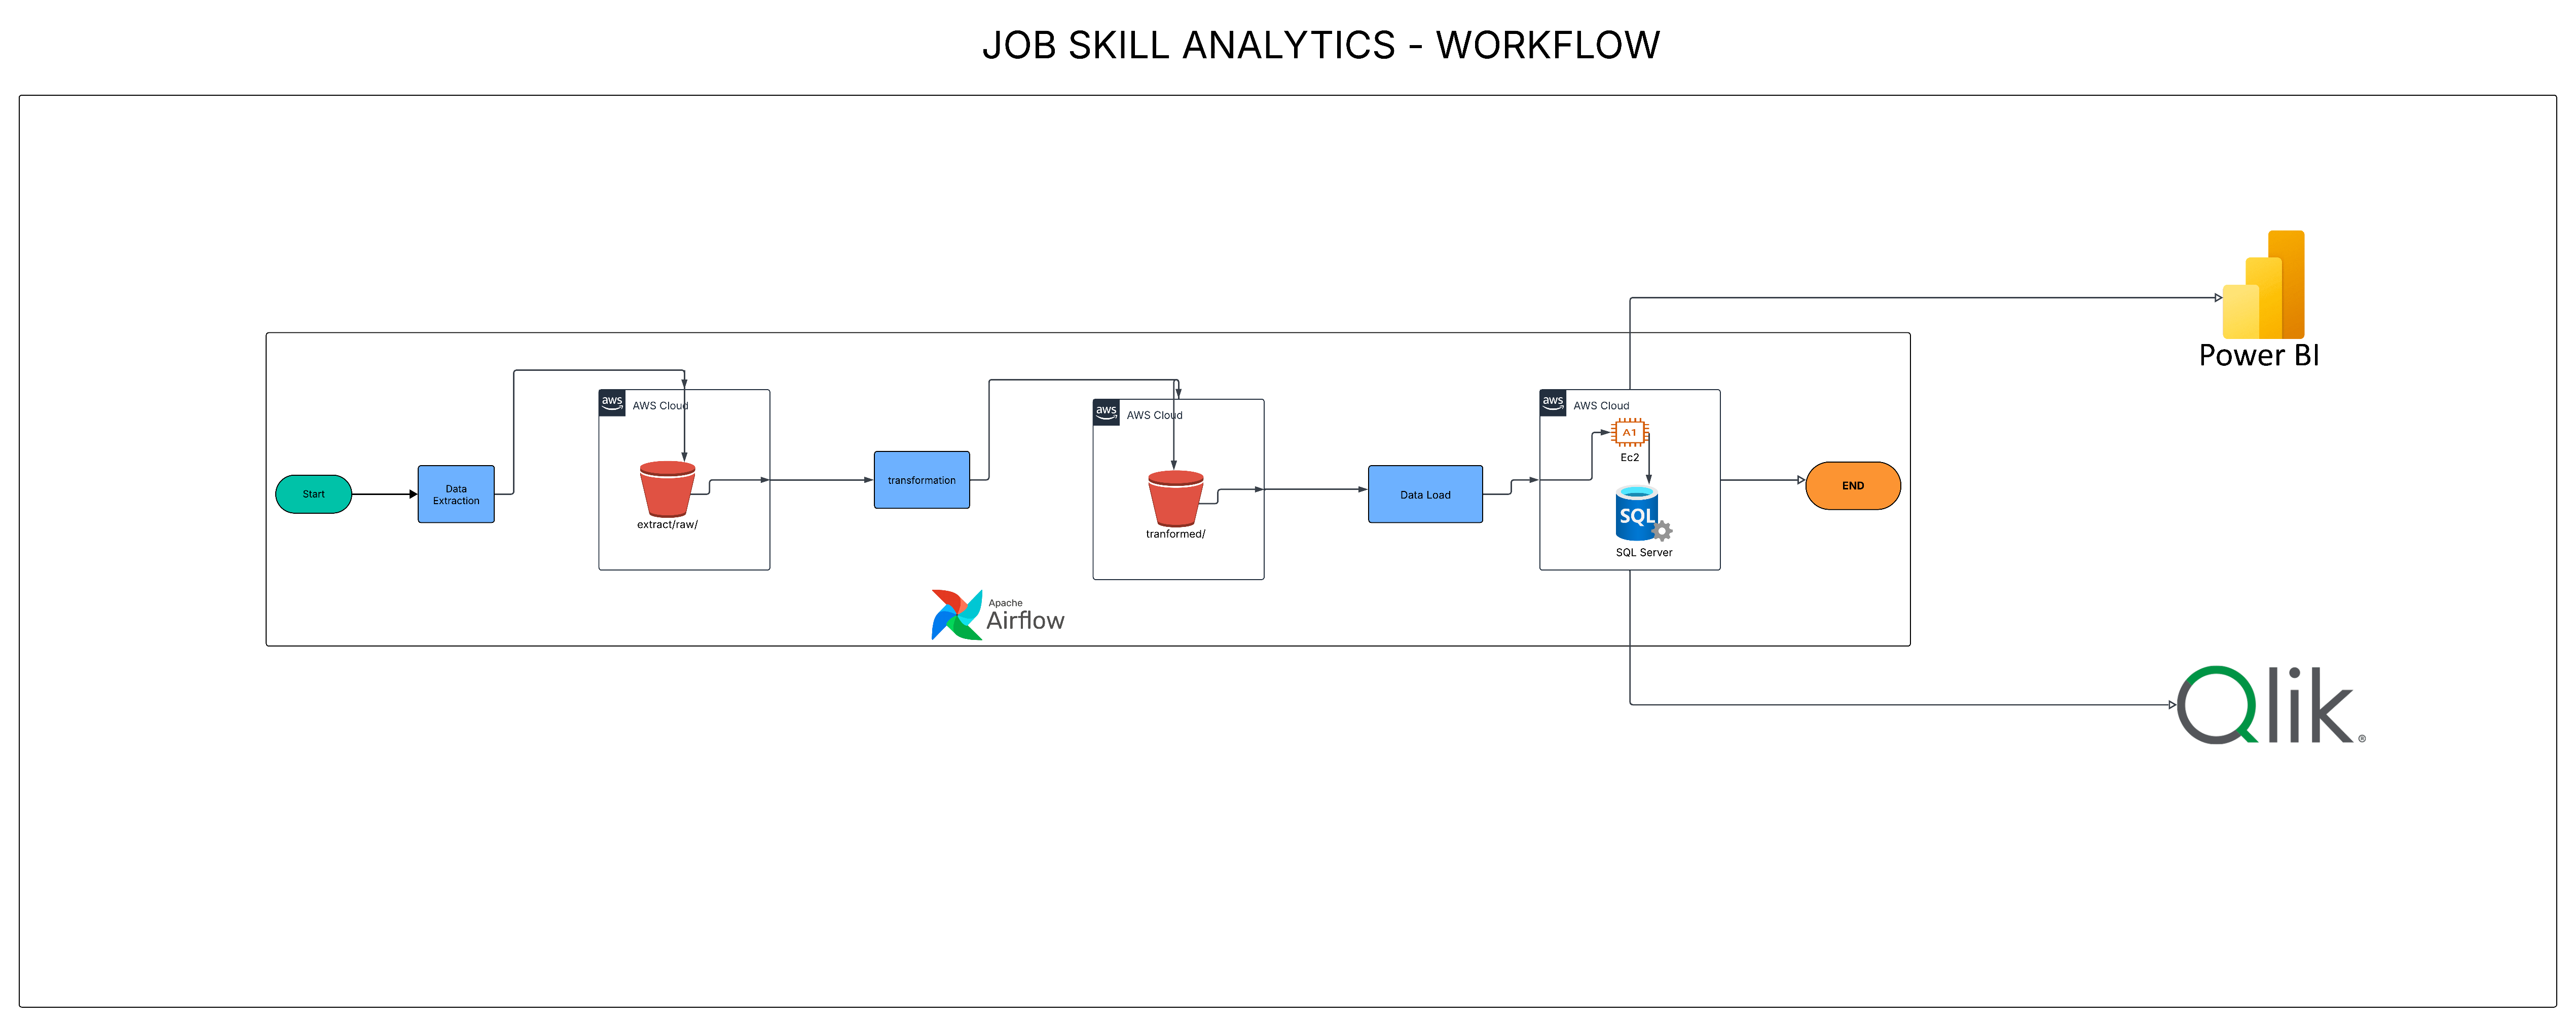 JOB SKILL ANALYTICS - WORKFLOW
Power BI
aws
AWS Cloud
aws
AWS Cloud
aws
AWS Cloud
A1
Ec2
Start
Data
Extraction
extract/raw/
transformation
tranformed/
Data Load
SQL
SQL Server
END
Apache
Airflow
Qlik®